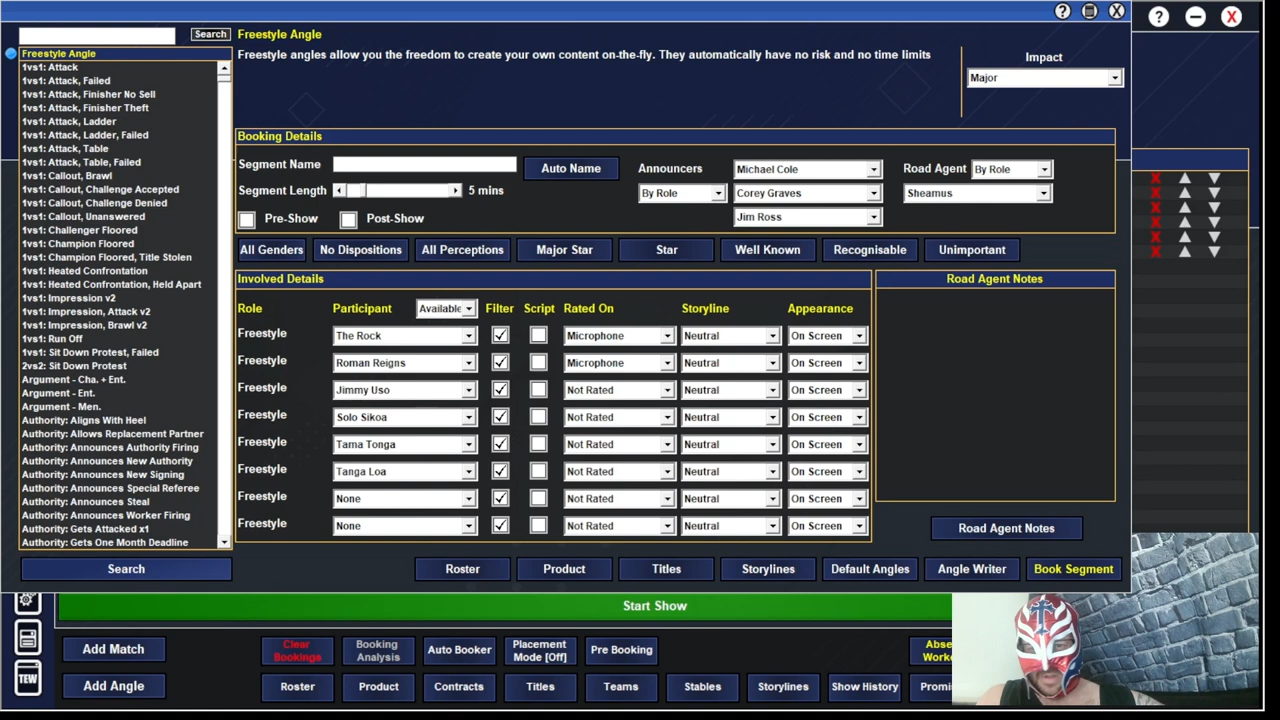 Search
Freestyle Angle
1vs1: Attack
1vs1: Attack, Failed
1vs1: Attack, Finisher No Sell
1vs1: Attack, Finisher Theft
1vs1: Attack, Ladder
1vs1: Attack, Ladder, Failed
1vs1: Attack, Table
1vs1: Attack, Table, Failed
1vs1: Callout, Brawl
1vs1: Callout, Challenge Accepted
1vs1: Callout, Challenge Denied
1vs1: Callout, Unanswered
1vs1: Challenger Floored
1vs1: Champion Floored
1vs1: Champion Floored, Title Stolen
1vs1: Heated Confrontation
1vs1: Heated Confrontation, Held Apart
1vs1: Impression v2
1vs1: Impression, Attack v2
1vs1: Impression, Brawl v2
1vs1: Run Off
1vs1: Sit Down Protest, Failed
2vs2: Sit Down Protest
Argument - Cha. + Ent.
Argument - Ent.
Argument - Men.
Authority: Aligns With Heel
Authority: Allows Replacement Partner
Authority: Announces Authority Firing
Authority: Announces New Authority
Authority: Announces New Signing
Authority: Announces Special Referee
Authority: Announces Steal
Authority: Announces Worker Firing
Authority: Gets Attacked x1
Authority: Gets One Month Deadline
Search
Freestyle Angle
Freestyle angles allow you the freedom to create your own content on-the-fly. They automatically have no risk and no time limits
Impact
Major
? X
? X
Booking Details
Segment Name Auto Name Announcers Michael Cole Road Agent By Role
Segment Length 5 mins By Role Corey Graves Sheamus
Pre-Show Post-Show Jim Ross
All Genders No Dispositions All Perceptions Major Star Star Well Known Recognisable Unimportant
Involved Details Road Agent Notes
Role Participant Available Filter Script Rated On Storyline Appearance
Freestyle The Rock Microphone Neutral On Screen
Freestyle Roman Reigns Microphone Neutral On Screen
Freestyle Jimmy Uso Not Rated Neutral On Screen
Freestyle Solo Sikoa Not Rated Neutral On Screen
Freestyle Tama Tonga Not Rated Neutral On Screen
Freestyle Tanga Loa Not Rated Neutral On Screen
Freestyle None Not Rated Neutral On Screen
Freestyle None Not Rated Neutral On Screen
Road Agent Notes
Roster Product Titles Storylines Default Angles Angle Writer Book Segment
X
X
X
X
X
Start Show
TEW
Add Match Clear Bookings Booking Analysis Auto Booker Placement Mode [Off] Pre Booking
Add Angle Roster Product Contracts Titles Teams Stables Storylines Show History